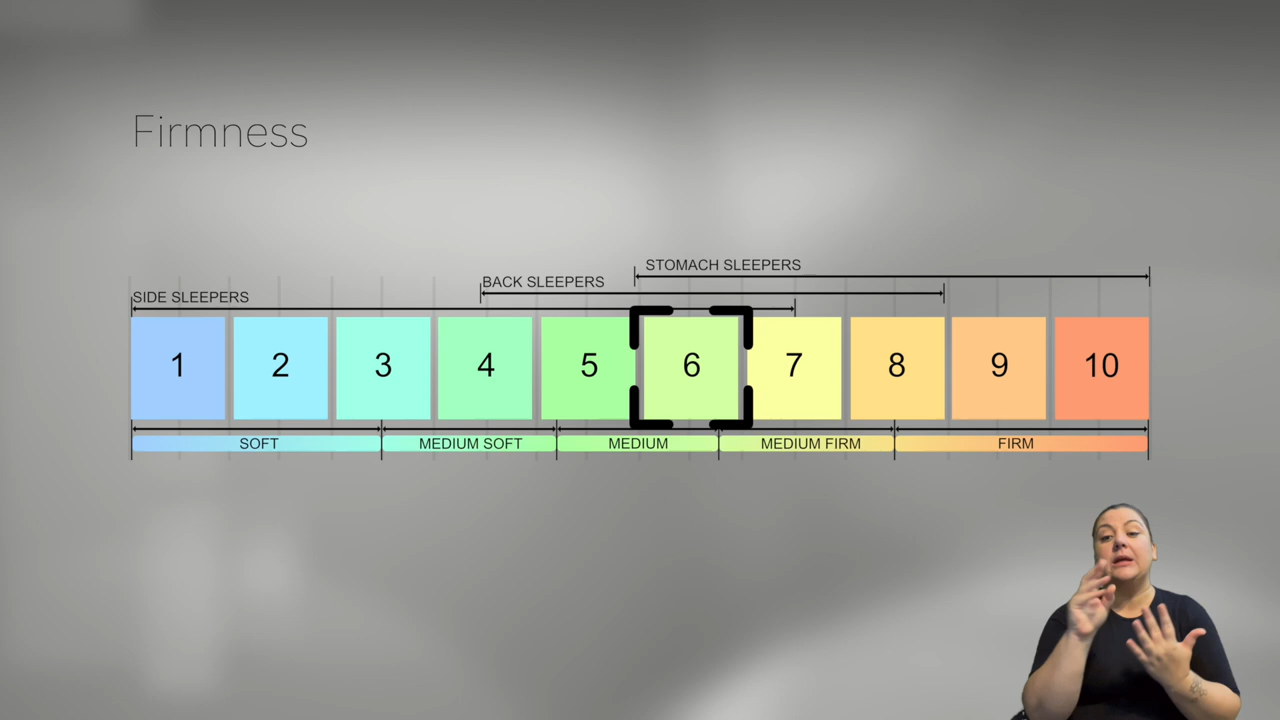 Firmness
STOMACH SLEEPERS
BACK SLEEPERS
SIDE SLEEPERS
1 2 3 4 5 6 7 8 9 10
SOFT MEDIUM SOFT MEDIUM MEDIUM FIRM FIRM